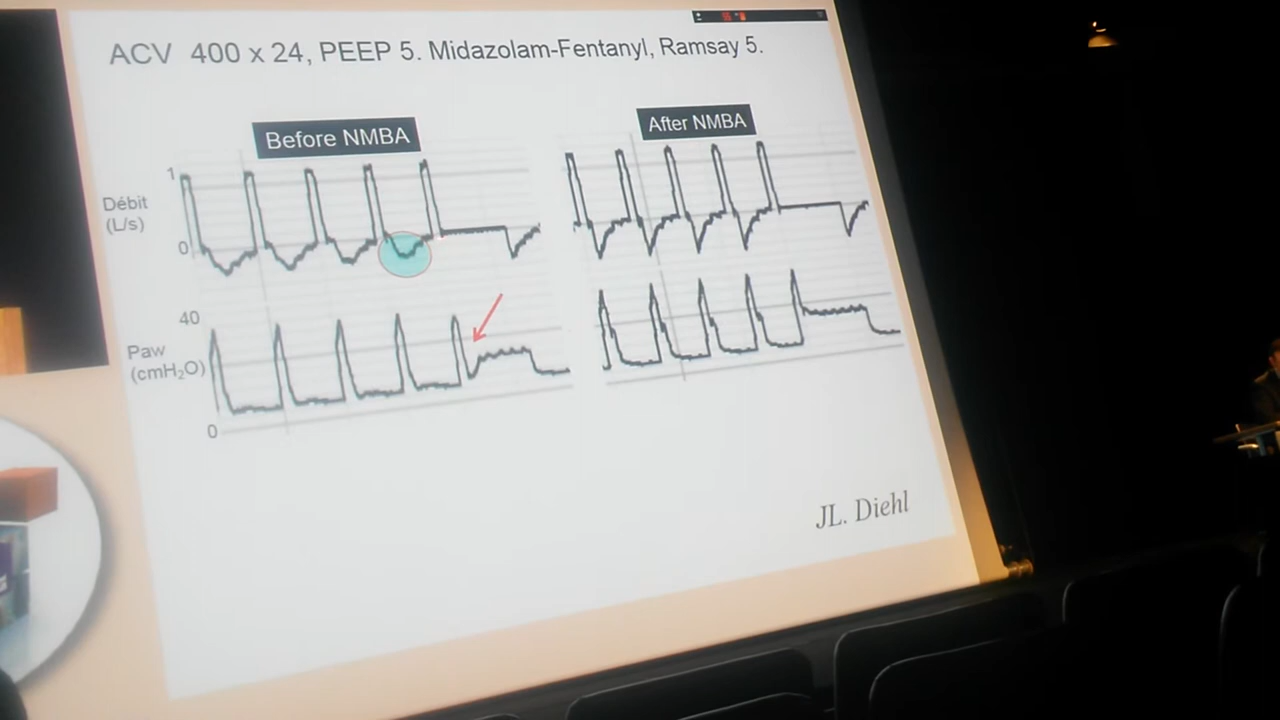 ACV 400 x 24, PEEP 5. Midazolam-Fentanyl, Ramsay 5.
Before NMBA
After NMBA
1
Débit
(L/s)
0
40
Paw
(cmH₂O)
0
JL. Diehl